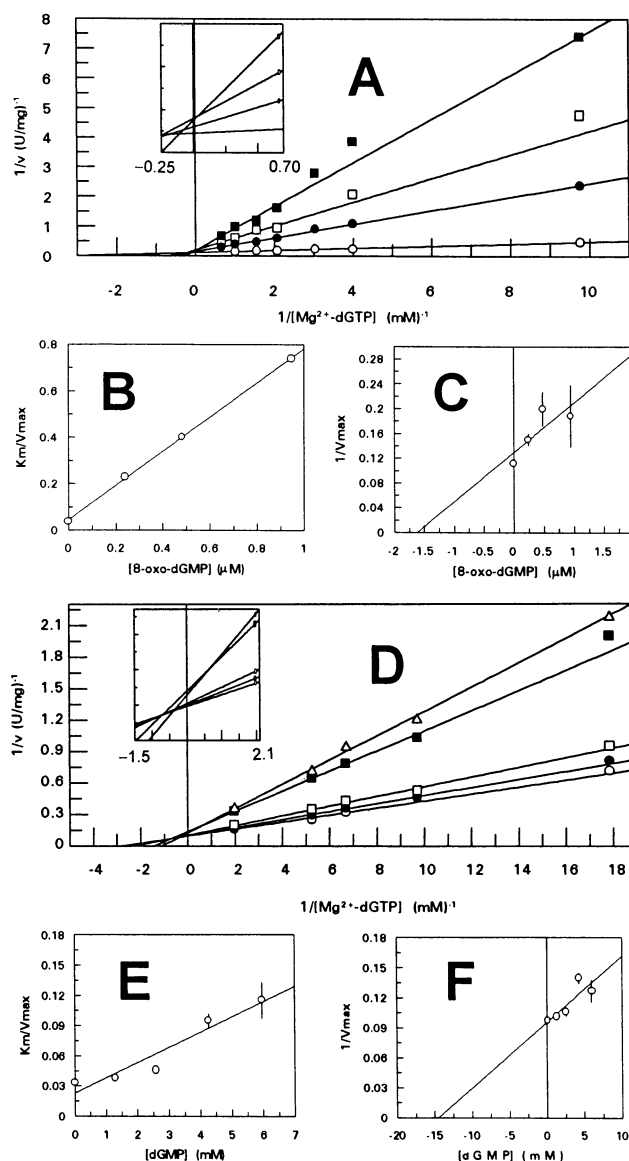 A
1/v (U/mg)⁻¹
8
7
6
5
4
3
2
1
0
-0.25 0.70
-2 0 2 4 6 8 10
1/[Mg²⁺-dGTP] (mM)⁻¹
B
Km/Vmax
0.8
0.6
0.4
0.2
0
0 0.2 0.4 0.6 0.8 1
[8-oxo-dGMP] (μM)
C
1/Vmax
0.28
0.24
0.2
0.16
0.12
0.08
0.04
0
-2 -1.5 -1 -0.5 0 0.5 1 1.5 2
[8-oxo-dGMP] (μM)
D
1/v (U/mg)⁻¹
2.1
1.8
1.5
1.2
0.9
0.6
0.3
0
-1.5 2.1
-4 -2 0 2 4 6 8 10 12 14 16 18
1/[Mg²⁺-dGTP] (mM)⁻¹
E
Km/Vmax
0.18
0.15
0.12
0.09
0.06
0.03
0
0 1 2 3 4 5 6 7
[dGMP] (mM)
F
1/Vmax
0.18
0.15
0.12
0.09
0.06
0.03
0
-20 -15 -10 -5 0 5 10
[dGMP] (mM)